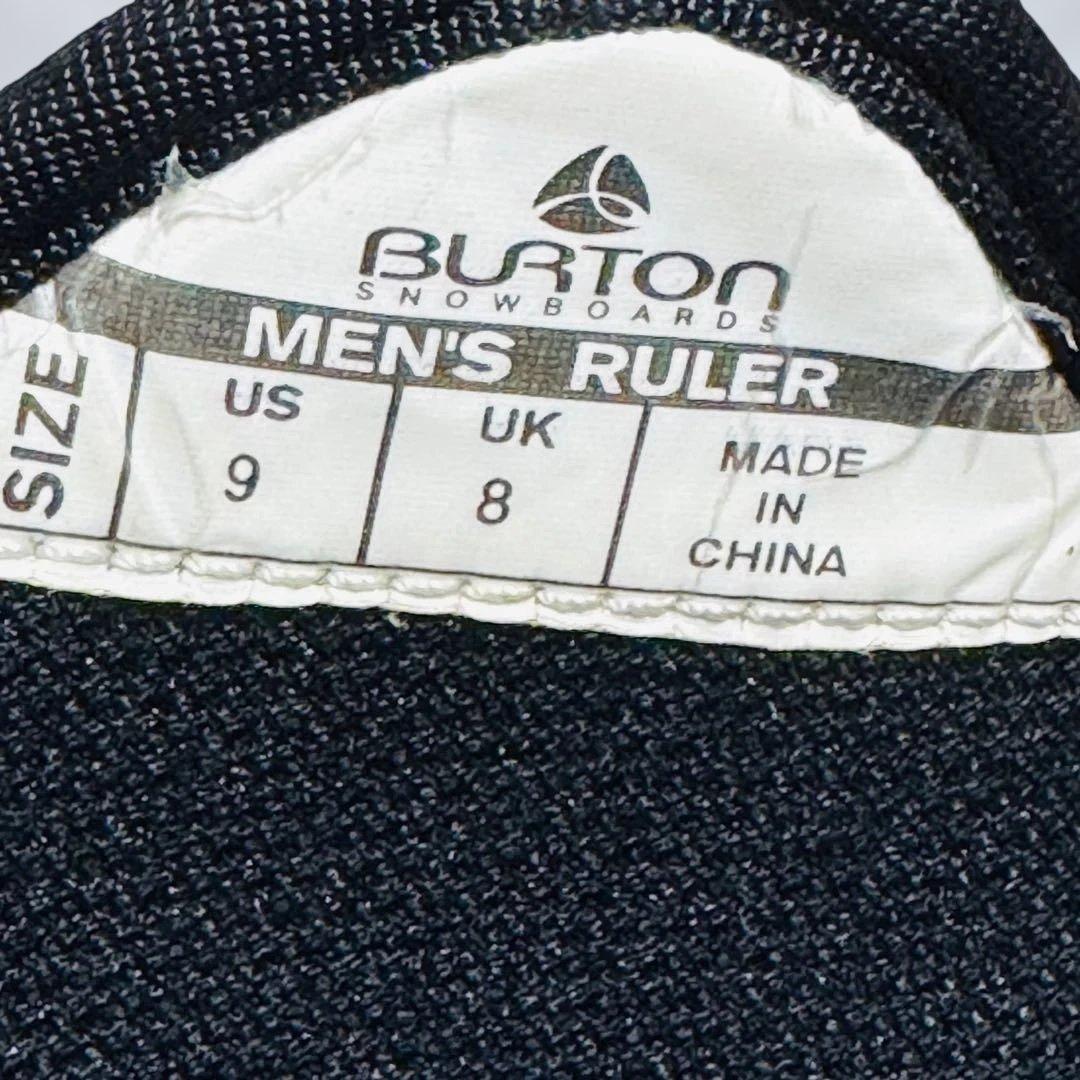 BURTON
SNOWBOARDS
MEN'S RULER
SIZE
US
9
UK
8
MADE
IN
CHINA